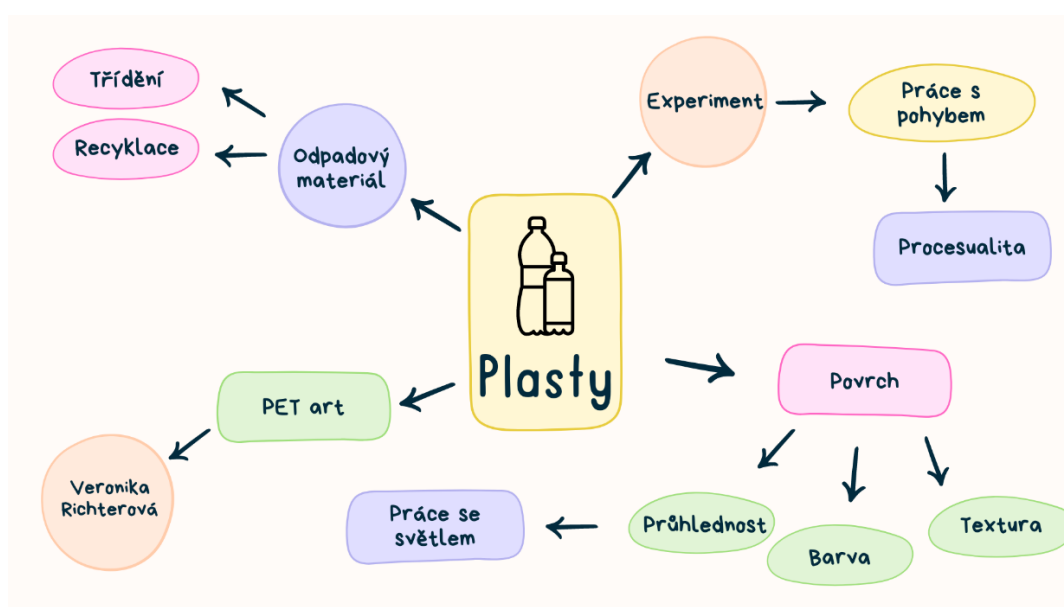 Třídění
Recyklace
Odpadový
materiál
Experiment
Práce s
pohybem
Procesualita
Plasty
Povrch
PET art
Veronika
Richterová
Práce se
světlem
Průhlednost
Barva
Textura